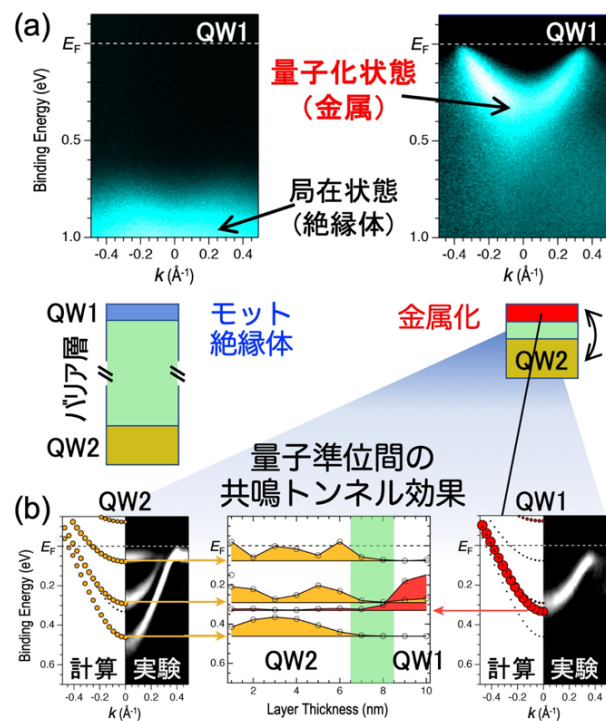 (a)
QW1
E_F
0.5
1.0
Binding Energy (eV)
-0.4 -0.2 0 0.2 0.4
k (Å-1)
局在状態
(絶縁体)
QW1
E_F
量子化状態
(金属)
0.5
1.0
Binding Energy (eV)
-0.4 -0.2 0 0.2 0.4
k (Å-1)
QW1
バリア層
QW2
モット
絶縁体
金属化
QW2
量子準位間の
共鳴トンネル効果
(b)
QW2
E_F
0.2
0.4
0.6
Binding Energy (eV)
計算
実験
-0.4 -0.2 0 0.2 0.4
k (Å-1)
E_F
0.2
0.4
0.6
QW2
QW1
2 4 6 8 10
Layer Thickness (nm)
QW1
E_F
0.2
0.4
0.6
Binding Energy (eV)
計算
実験
-0.4 -0.2 0 0.2 0.4
k (Å-1)